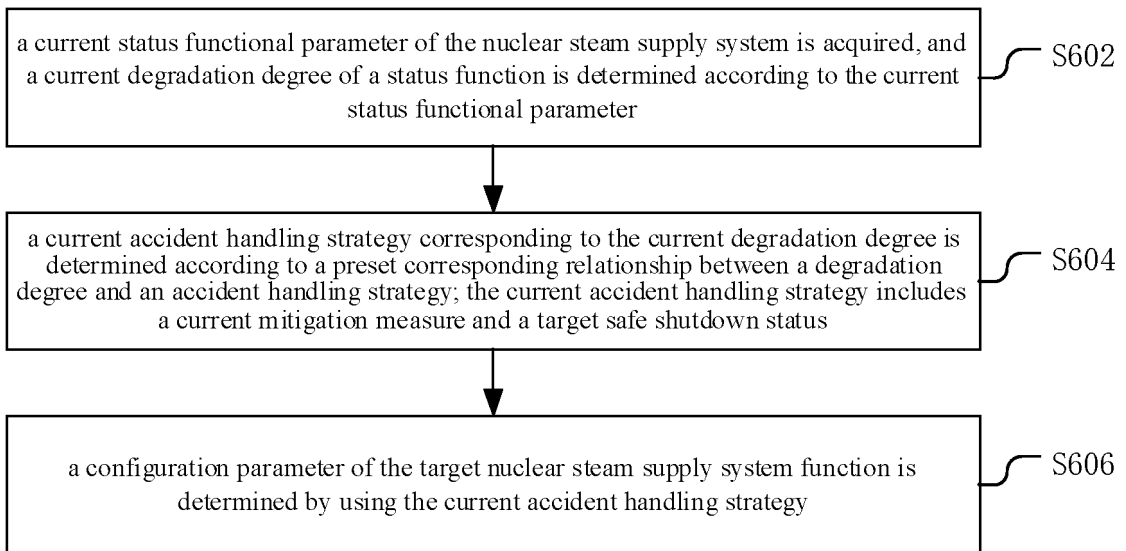 a current status functional parameter of the nuclear steam supply system is acquired, and
a current degradation degree of a status function is determined according to the current
status functional parameter
S602
a current accident handling strategy corresponding to the current degradation degree is
determined according to a preset corresponding relationship between a degradation
degree and an accident handling strategy; the current accident handling strategy includes
a current mitigation measure and a target safe shutdown status
S604
a configuration parameter of the target nuclear steam supply system function is
determined by using the current accident handling strategy
S606